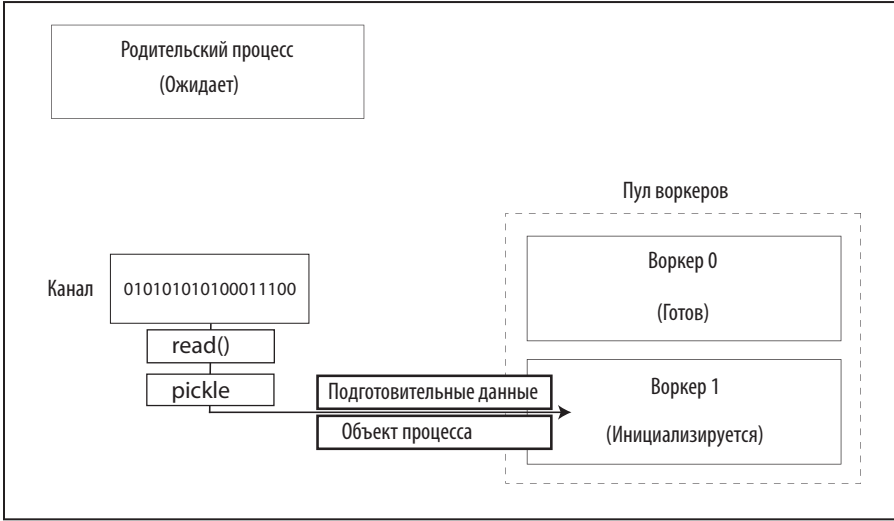 Родительский процесс
(Ожидает)
Пул воркеров
Воркер 0
(Готов)
Канал
010101010100011100
read()
pickle
Подготовительные данные
Объект процесса
Воркер 1
(Инициализируется)